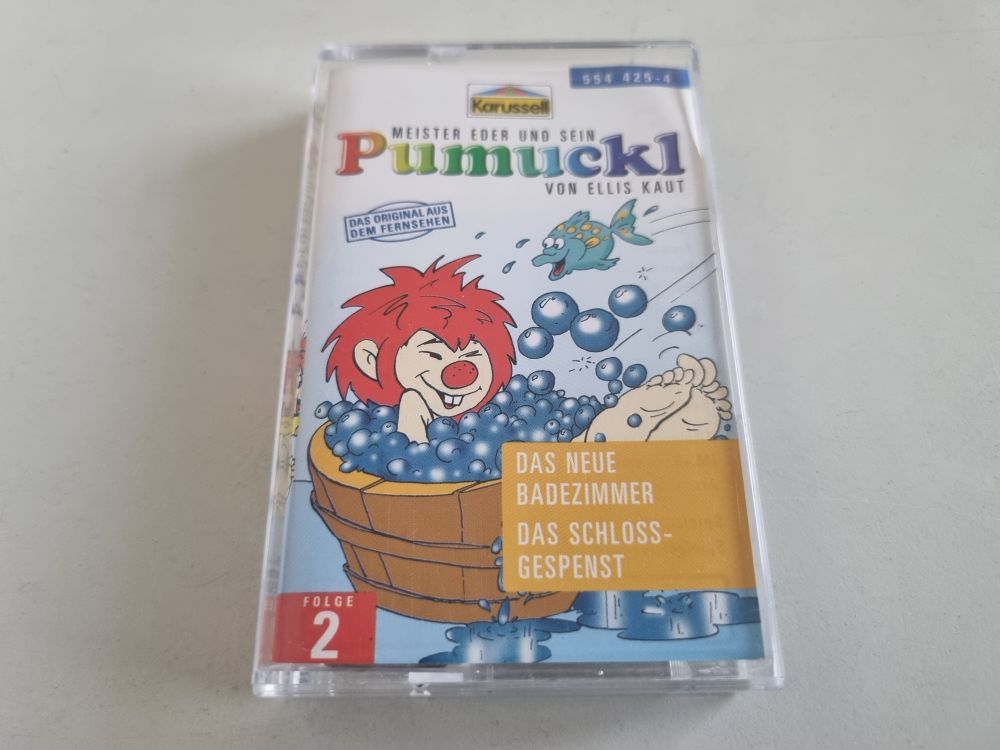 554 425-4
Karussell
MEISTER EDER UND SEIN
Pumuckl
VON ELLIS KAUT
DAS ORIGINAL AUS
DEM FERNSEHEN
DAS NEUE
BADEZIMMER
DAS SCHLOSS-
GESPENST
FOLGE
2